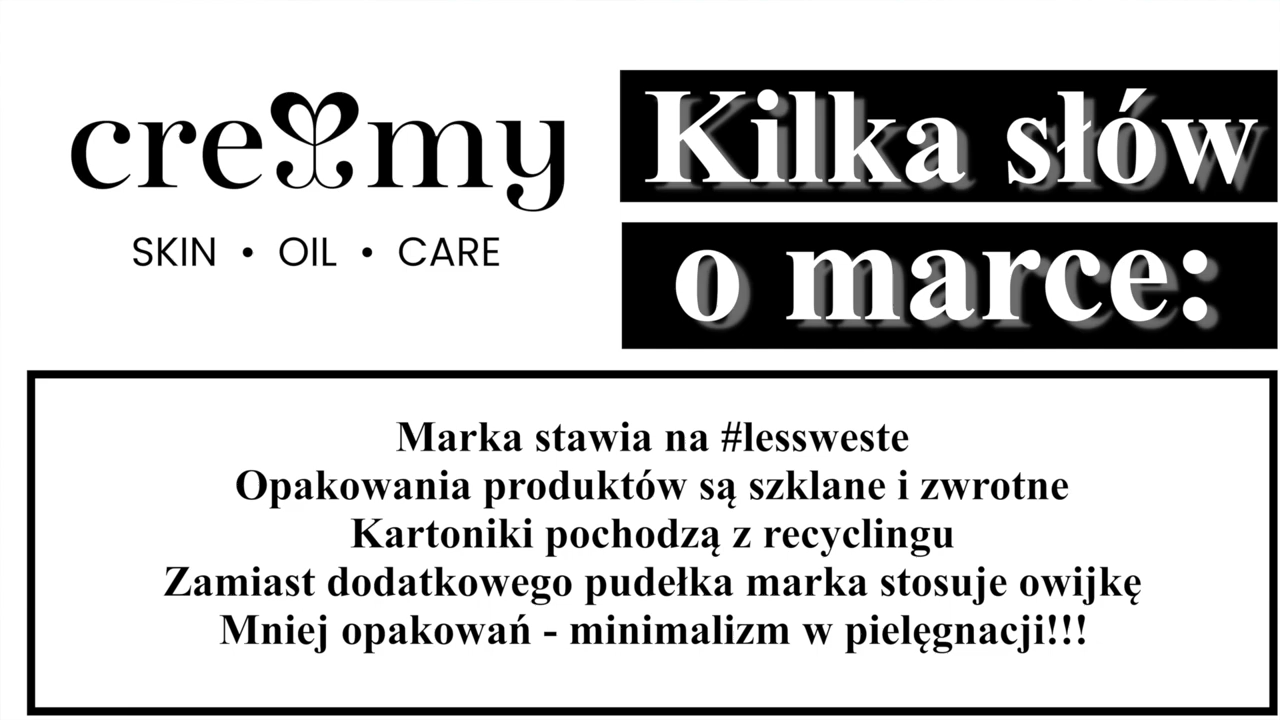 creamy
SKIN • OIL • CARE
Kilka słów
o marce:
Marka stawia na #lessweste
Opakowania produktów są szklane i zwrotne
Kartoniki pochodzą z recyclingu
Zamiast dodatkowego pudełka marka stosuje owijkę
Mniej opakowań - minimalizm w pielęgnacji!!!